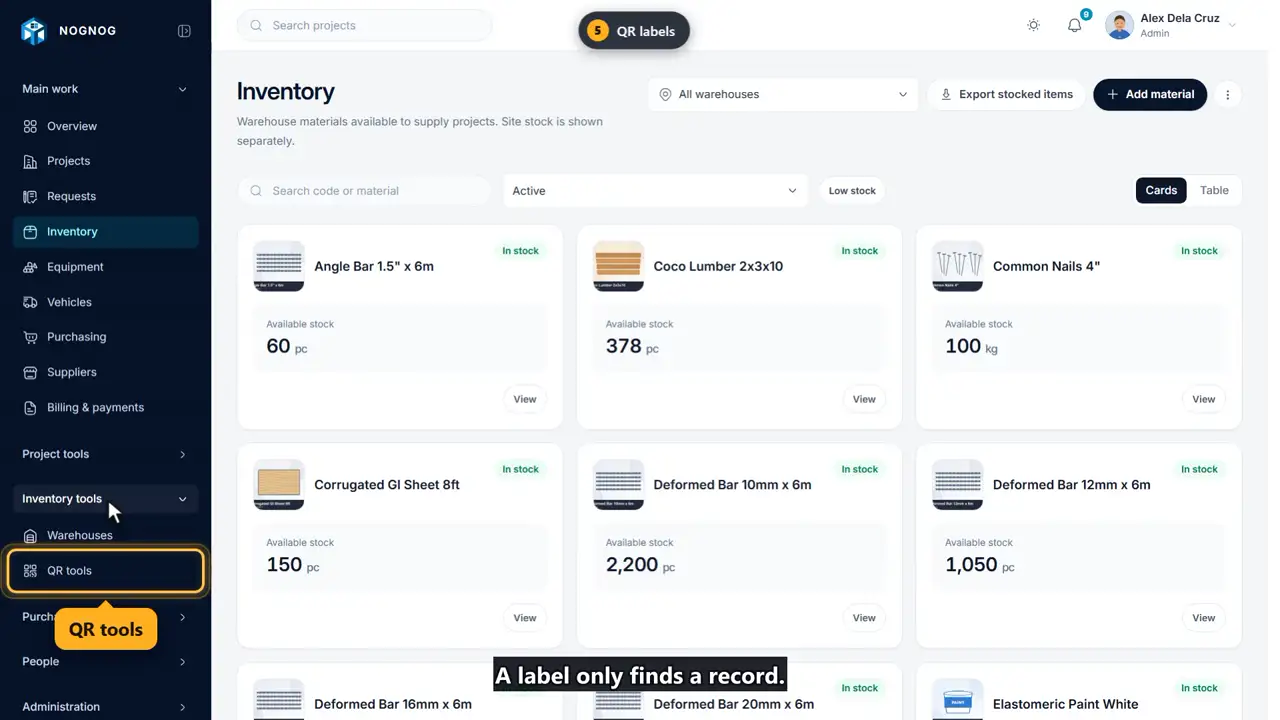 NOGNOG
Search projects
5 QR labels
9
Alex Dela Cruz
Admin
Main work
Overview
Projects
Requests
Inventory
Equipment
Vehicles
Purchasing
Suppliers
Billing & payments
Project tools
Inventory tools
Warehouses
QR tools
Purcha
QR tools
People
Administration
Inventory
Warehouse materials available to supply projects. Site stock is shown
separately.
All warehouses
Export stocked items
Add material
Search code or material
Active
Low stock
Cards
Table
In stock
Angle Bar 1.5" x 6m
Available stock
60 pc
View
In stock
Coco Lumber 2x3x10
Available stock
378 pc
View
In stock
Common Nails 4"
Available stock
100 kg
View
In stock
Corrugated GI Sheet 8ft
Available stock
150 pc
View
In stock
Deformed Bar 10mm x 6m
Available stock
2,200 pc
View
In stock
Deformed Bar 12mm x 6m
Available stock
1,050 pc
View
Deformed Bar 16mm x 6m
In stock
Deformed Bar 20mm x 6m
In stock
PAINT
Elastomeric Paint White
A label only finds a record.